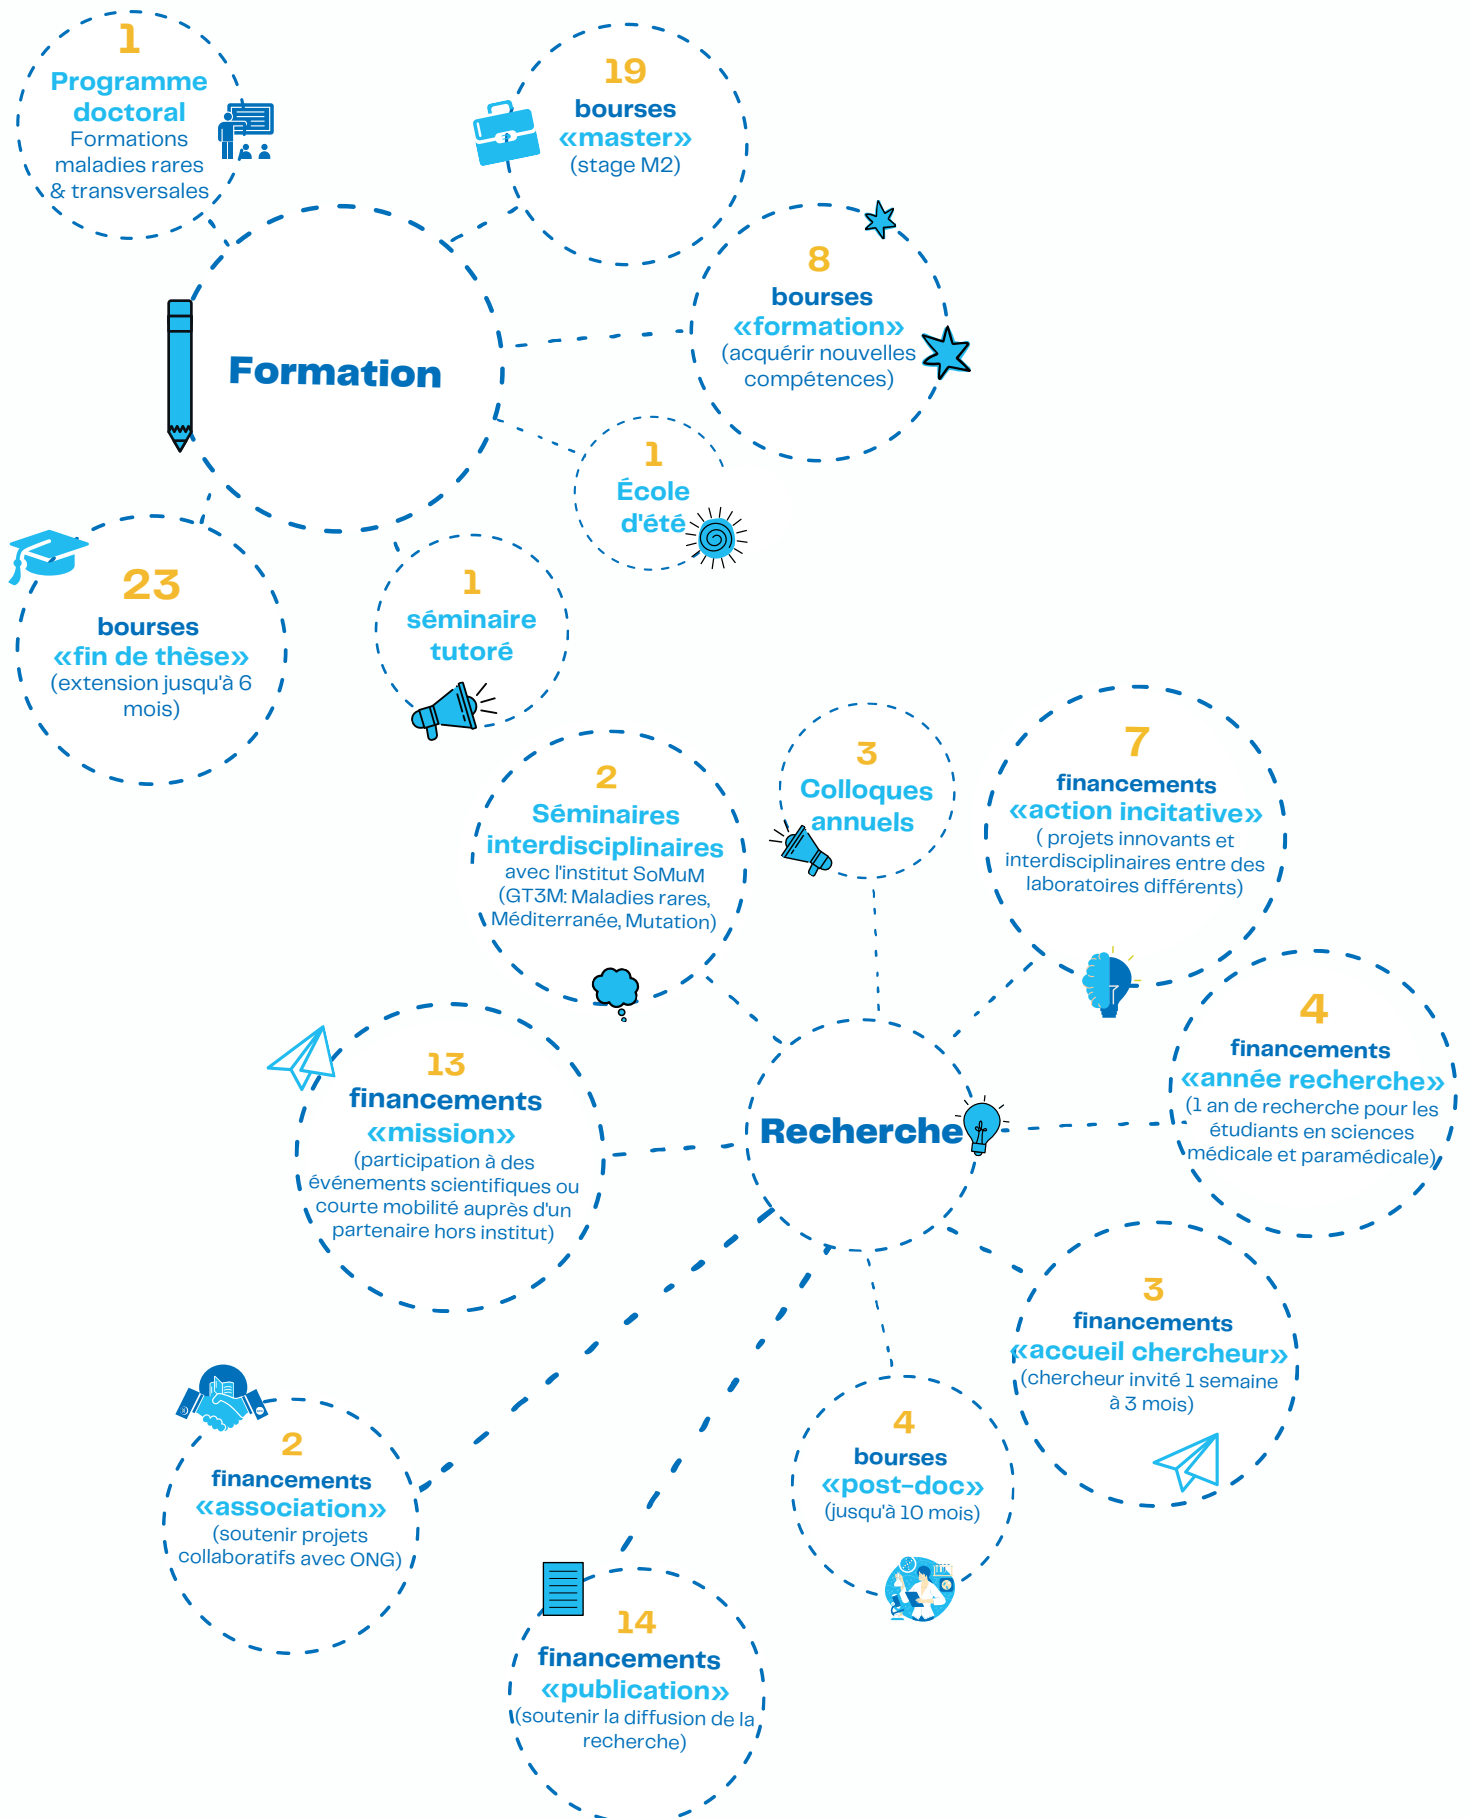 1
Programme
doctoral
Formations
maladies rares
& transversales
19
bourses
«master»
(stage M2)
8
bourses
«formation»
(acquérir nouvelles
compétences)
Formation
1
École
d'été
23
bourses
«fin de thèse»
(extension jusqu'à 6
mois)
1
séminaire
tutoré
2
Séminaires
interdisciplinaires
avec l'institut SoMuM
(GT3M: Maladies rares,
Méditerranée, Mutation)
3
Colloques
annuels
7
financements
«action incitative»
( projets innovants et
interdisciplinaires entre des
laboratoires différents)
13
financements
«mission»
(participation à des
événements scientifiques ou
courte mobilité auprès d'un
partenaire hors institut)
Recherche
4
financements
«année recherche»
(1 an de recherche pour les
étudiants en sciences
médicale et paramédicale)
3
financements
«accueil chercheur»
(chercheur invité 1 semaine
à 3 mois)
2
financements
«association»
(soutenir projets
collaboratifs avec ONG)
4
bourses
«post-doc»
(jusqu'à 10 mois)
14
financements
«publication»
(soutenir la diffusion de la
recherche)